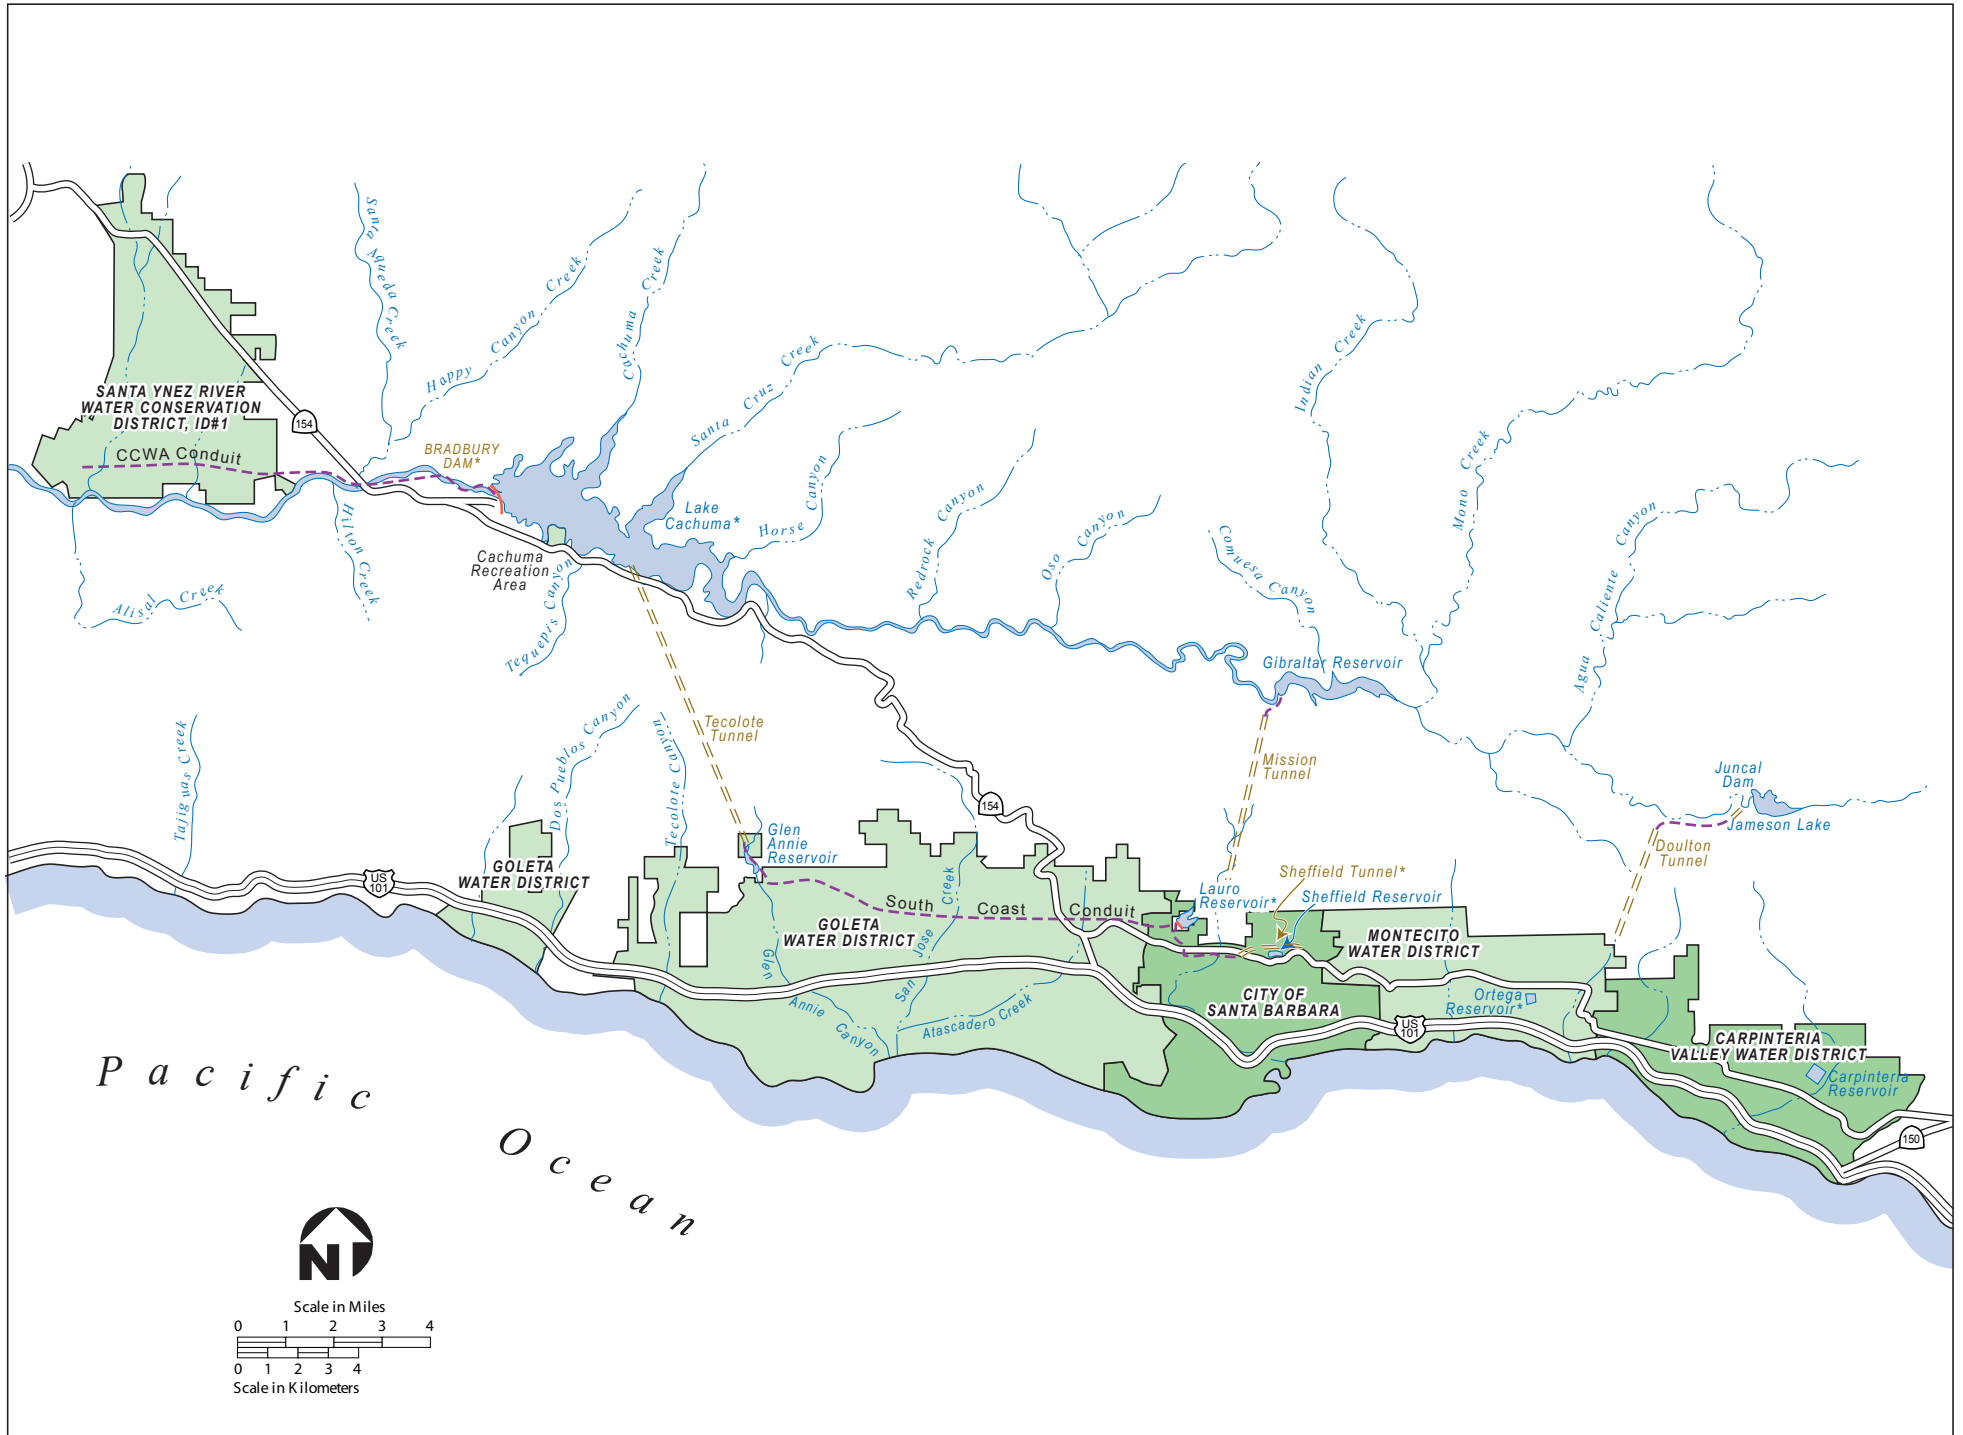 Santa Aqueda Creek
Happy Canyon Creek
Cachuma Creek
Santa Cruz Creek
Indian Creek
Mono Creek
SANTA YNEZ RIVER
WATER CONSERVATION
DISTRICT, ID#1
154
CCWA Conduit
BRADBURY
DAM*
Lake
Cachuma*
Horse Canyon
Redrock Canyon
Oso Canyon
Comuesa Canyon
Agua Caliente Canyon
Hilton Creek
Alisal Creek
Cachuma
Recreation
Area
Tequepis Canyon
Gibraltar Reservoir
Tajiguas Creek
Dos Pueblos Canyon
Tecolote Canyon
Tecolote
Tunnel
Mission
Tunnel
Juncal
Dam
Jameson Lake
154
Glen
Annie
Reservoir
Doulton
Tunnel
US
101
GOLETA
WATER DISTRICT
Sheffield Tunnel*
Sheffield Reservoir
Lauro
Reservoir*
South Coast Conduit
GOLETA
WATER DISTRICT
San Jose Creek
Glen Annie Canyon
Atascadero Creek
MONTECITO
WATER DISTRICT
CITY OF
SANTA BARBARA
Ortega
Reservoir*
US
101
CARPINTERIA
VALLEY WATER DISTRICT
Carpinteria
Reservoir
150
Pacific
Ocean
N
Scale in Miles
0 1 2 3 4
0 1 2 3 4
Scale in Kilometers